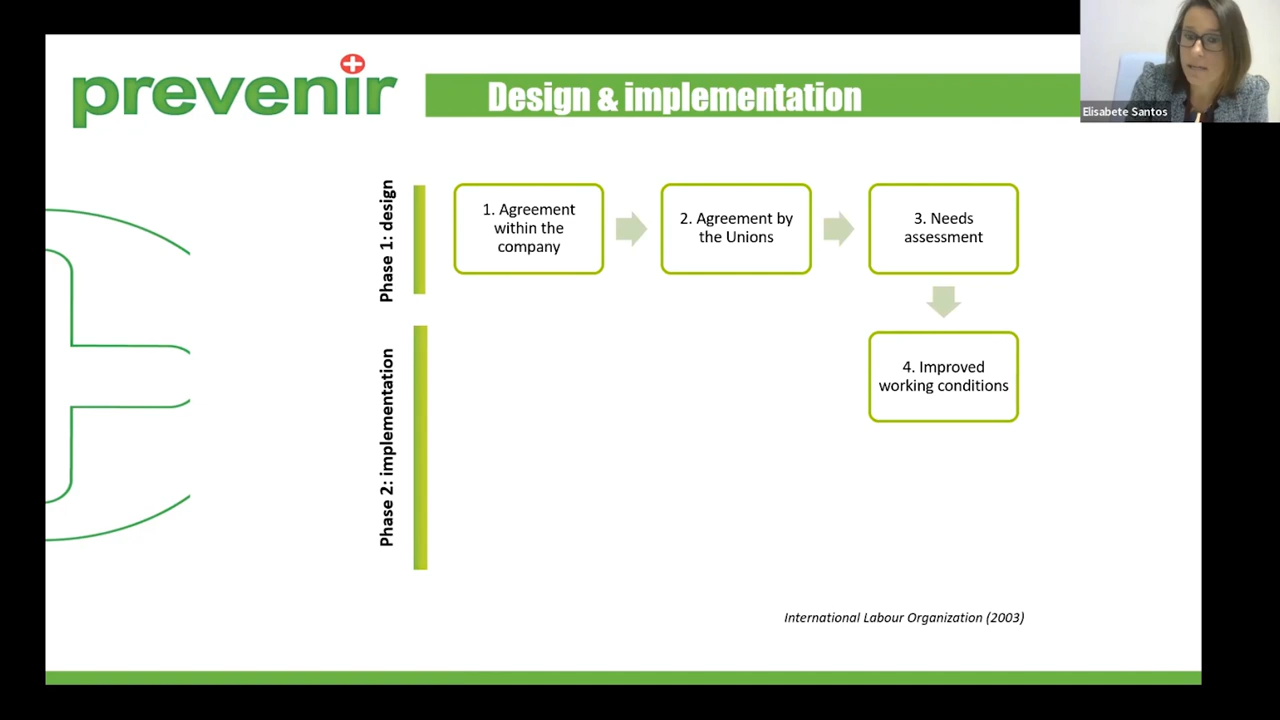 prevenir
Design & implementation
Elisabete Santos
Phase 1: design
1. Agreement
within the
company
2. Agreement by
the Unions
3. Needs
assessment
Phase 2: implementation
4. Improved
working conditions
International Labour Organization (2003)